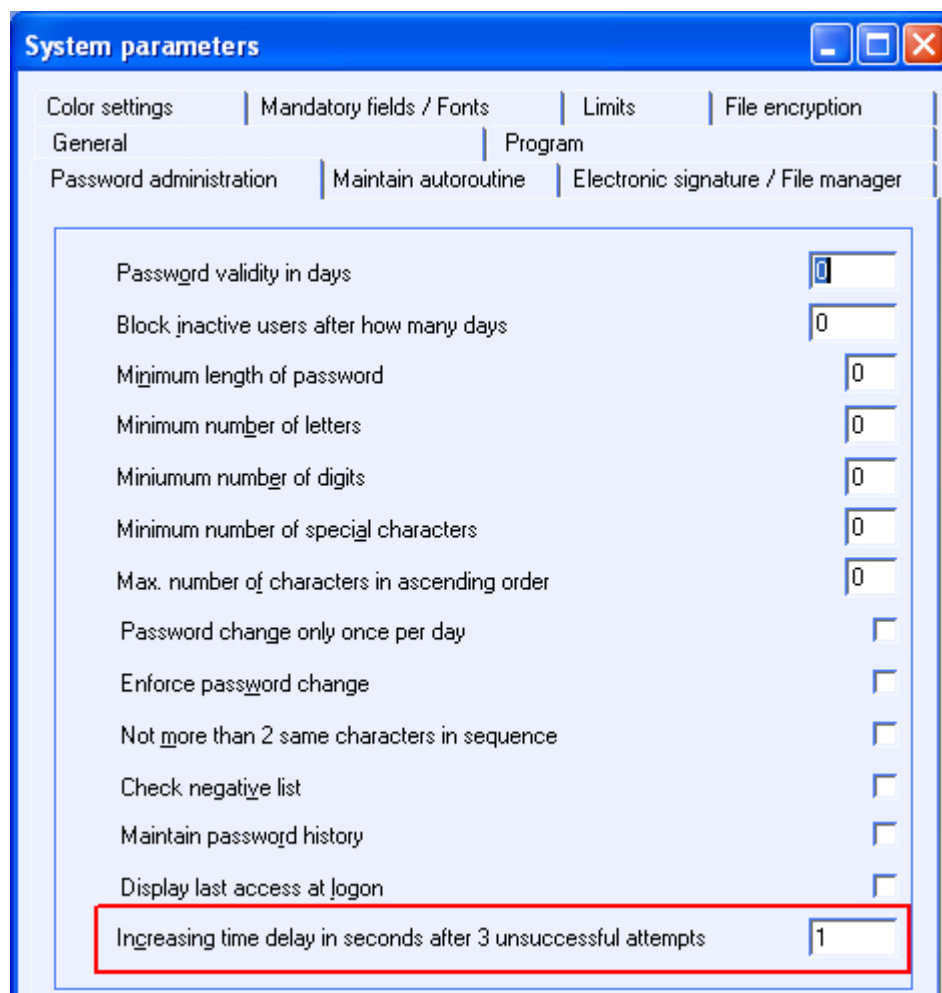 System parameters
Color settings Mandatory fields / Fonts Limits File encryption
General Program
Password administration Maintain autoroutine Electronic signature / File manager
Password validity in days 0
Block inactive users after how many days 0
Minimum length of password 0
Minimum number of letters 0
Miniumum number of digits 0
Minimum number of special characters 0
Max. number of characters in ascending order 0
Password change only once per day
Enforce password change
Not more than 2 same characters in sequence
Check negative list
Maintain password history
Display last access at logon
Increasing time delay in seconds after 3 unsuccessful attempts 1